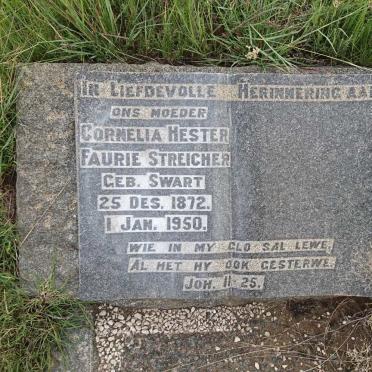 In Liefdevolle Herinnering aan
ons moeder
Cornelia Hester
Faurie Streicher
geb. Swart
25 Des. 1872.
1 Jan. 1950.
Wie in my glo sal lewe,
Al het hy ook gesterwe.
Joh. 11. 25.